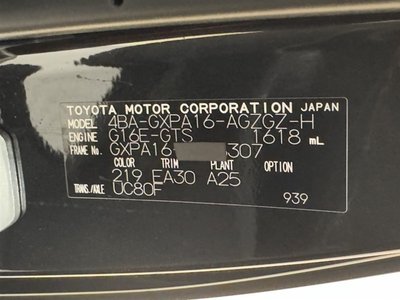 TOYOTA MOTOR CORPORATION JAPAN
MODEL 4BA-GXPA16-AGZGZ-H
ENGINE G16E-GTS 1618 mL
FRAME No. GXPA16- 307
COLOR TRIM PLANT OPTION
219 EA30 A25
TRANS./AXLE UC80F 939